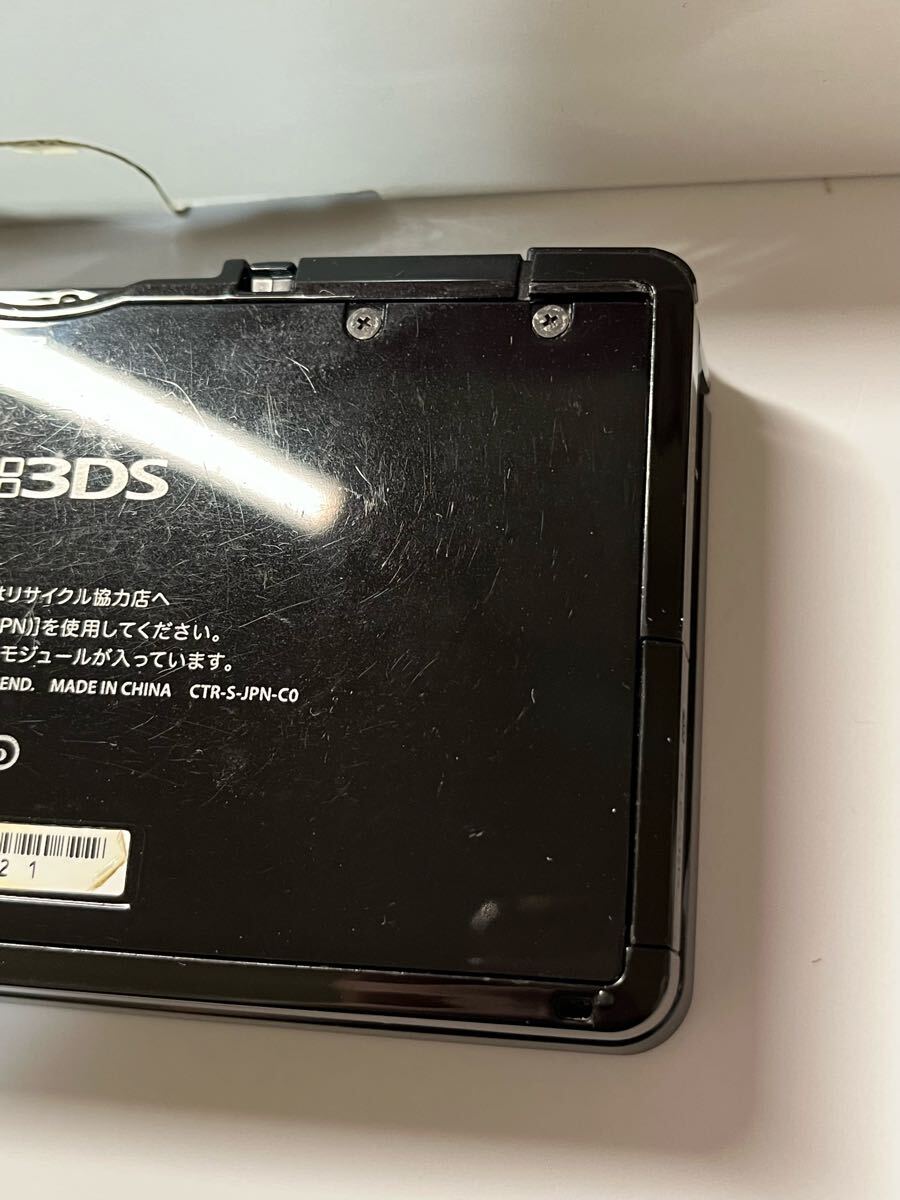 3DS
リサイクル協力店へ
PN)]を使用してください。
モジュールが入っています。
END. MADE IN CHINA CTR-S-JPN-C0
2 1